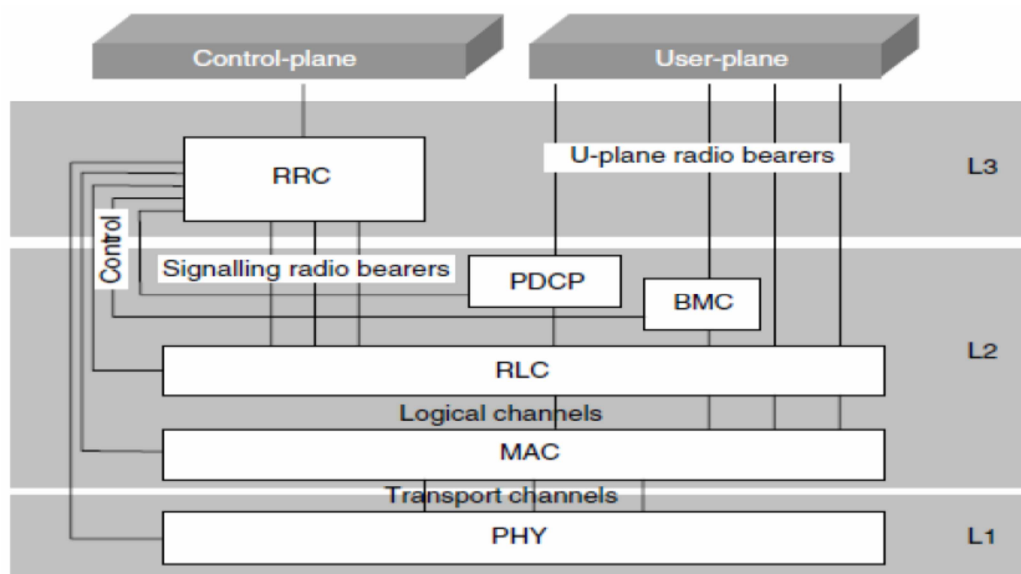 Control-plane
User-plane
RRC
U-plane radio bearers
L3
Control
Signalling radio bearers
PDCP
BMC
L2
RLC
Logical channels
MAC
Transport channels
PHY
L1